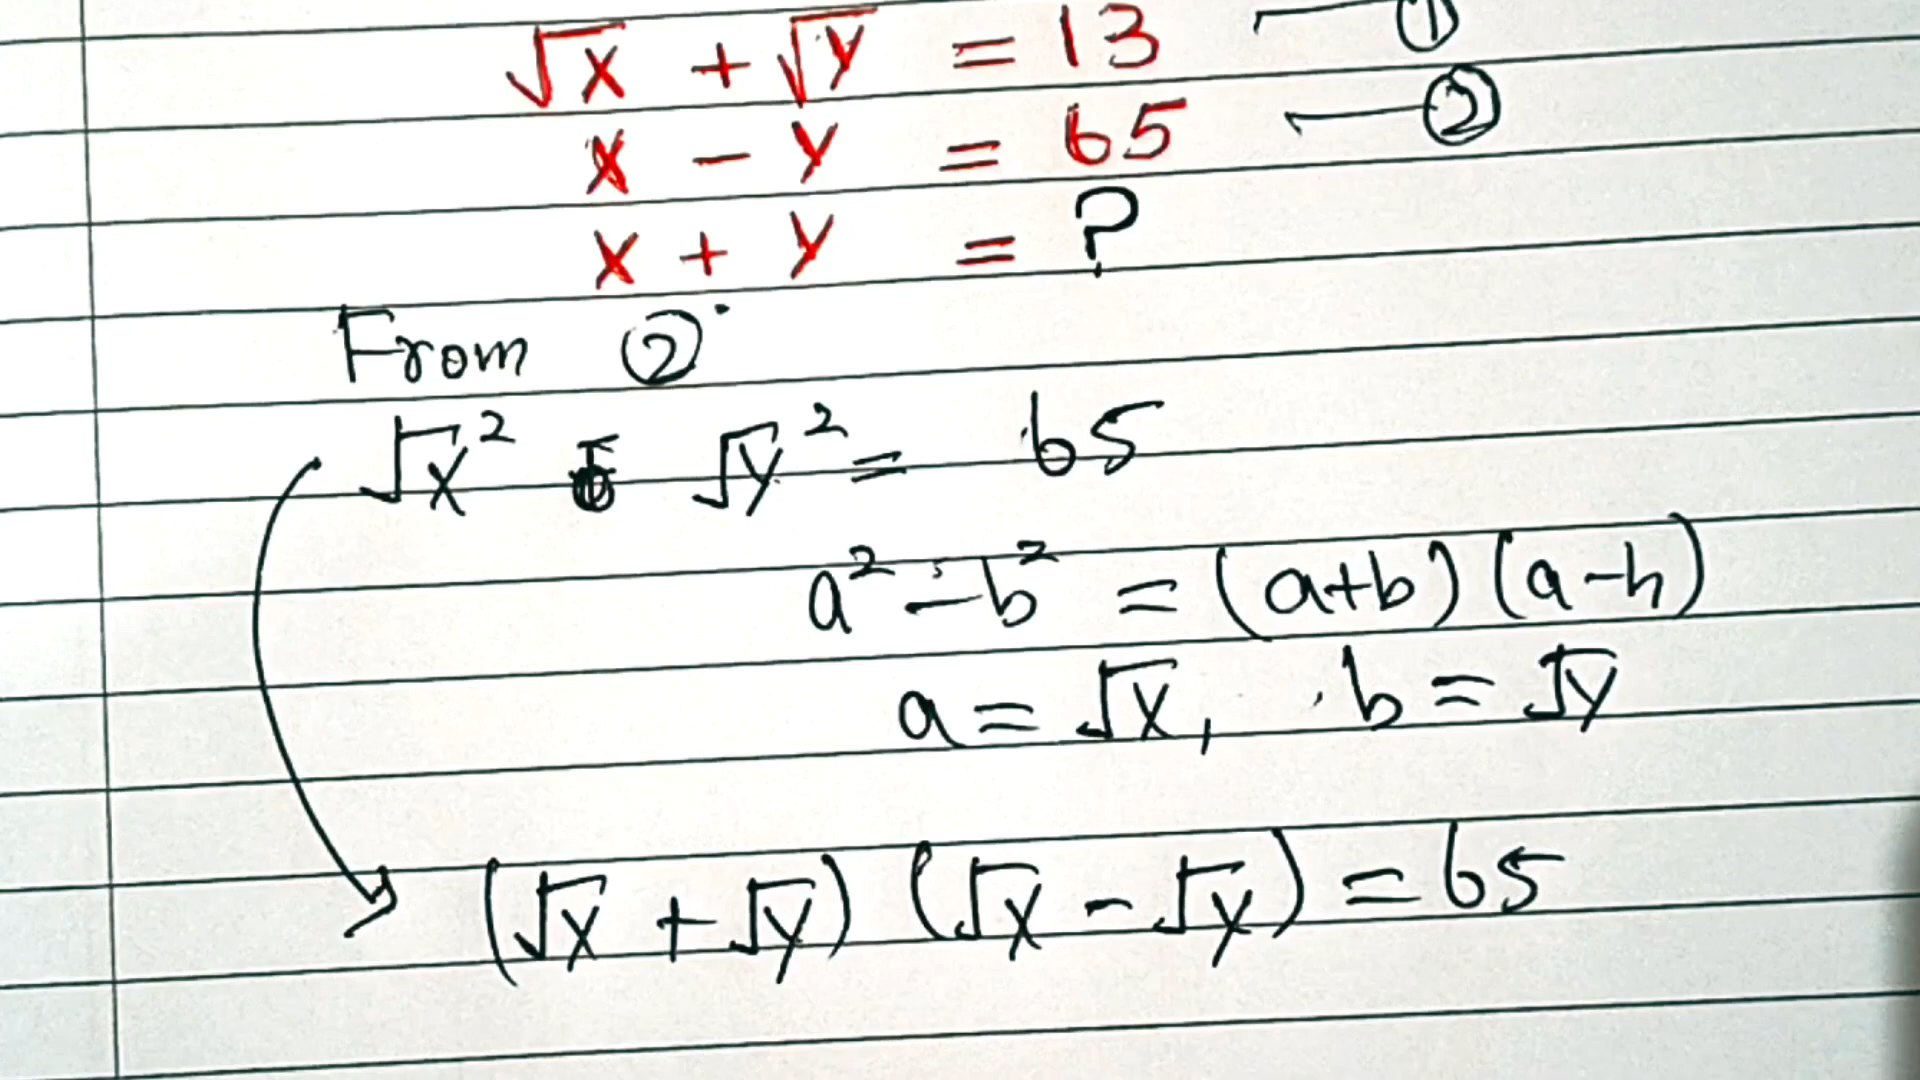 √x + √y = 13 — ①
x - y = 65 — ②
x + y = ?
From ②
√x² √y² = 65
a² - b² = (a+b) (a-h)
a = √x, b = √y
(√x + √y) (√x - √y) = 65